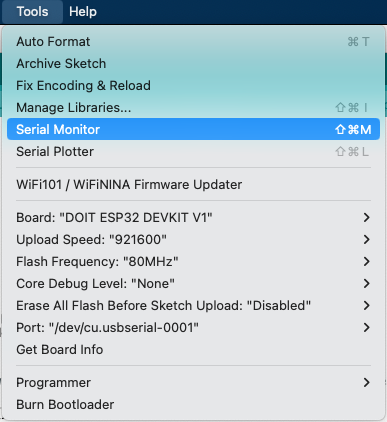 Tools Help
Auto Format ⌘ T
Archive Sketch
Fix Encoding & Reload
Manage Libraries... ⇧ ⌘ I
Serial Monitor ⇧ ⌘ M
Serial Plotter ⇧ ⌘ L
WiFi101 / WiFiNINA Firmware Updater
Board: "DOIT ESP32 DEVKIT V1"
Upload Speed: "921600"
Flash Frequency: "80MHz"
Core Debug Level: "None"
Erase All Flash Before Sketch Upload: "Disabled"
Port: "/dev/cu.usbserial-0001"
Get Board Info
Programmer
Burn Bootloader